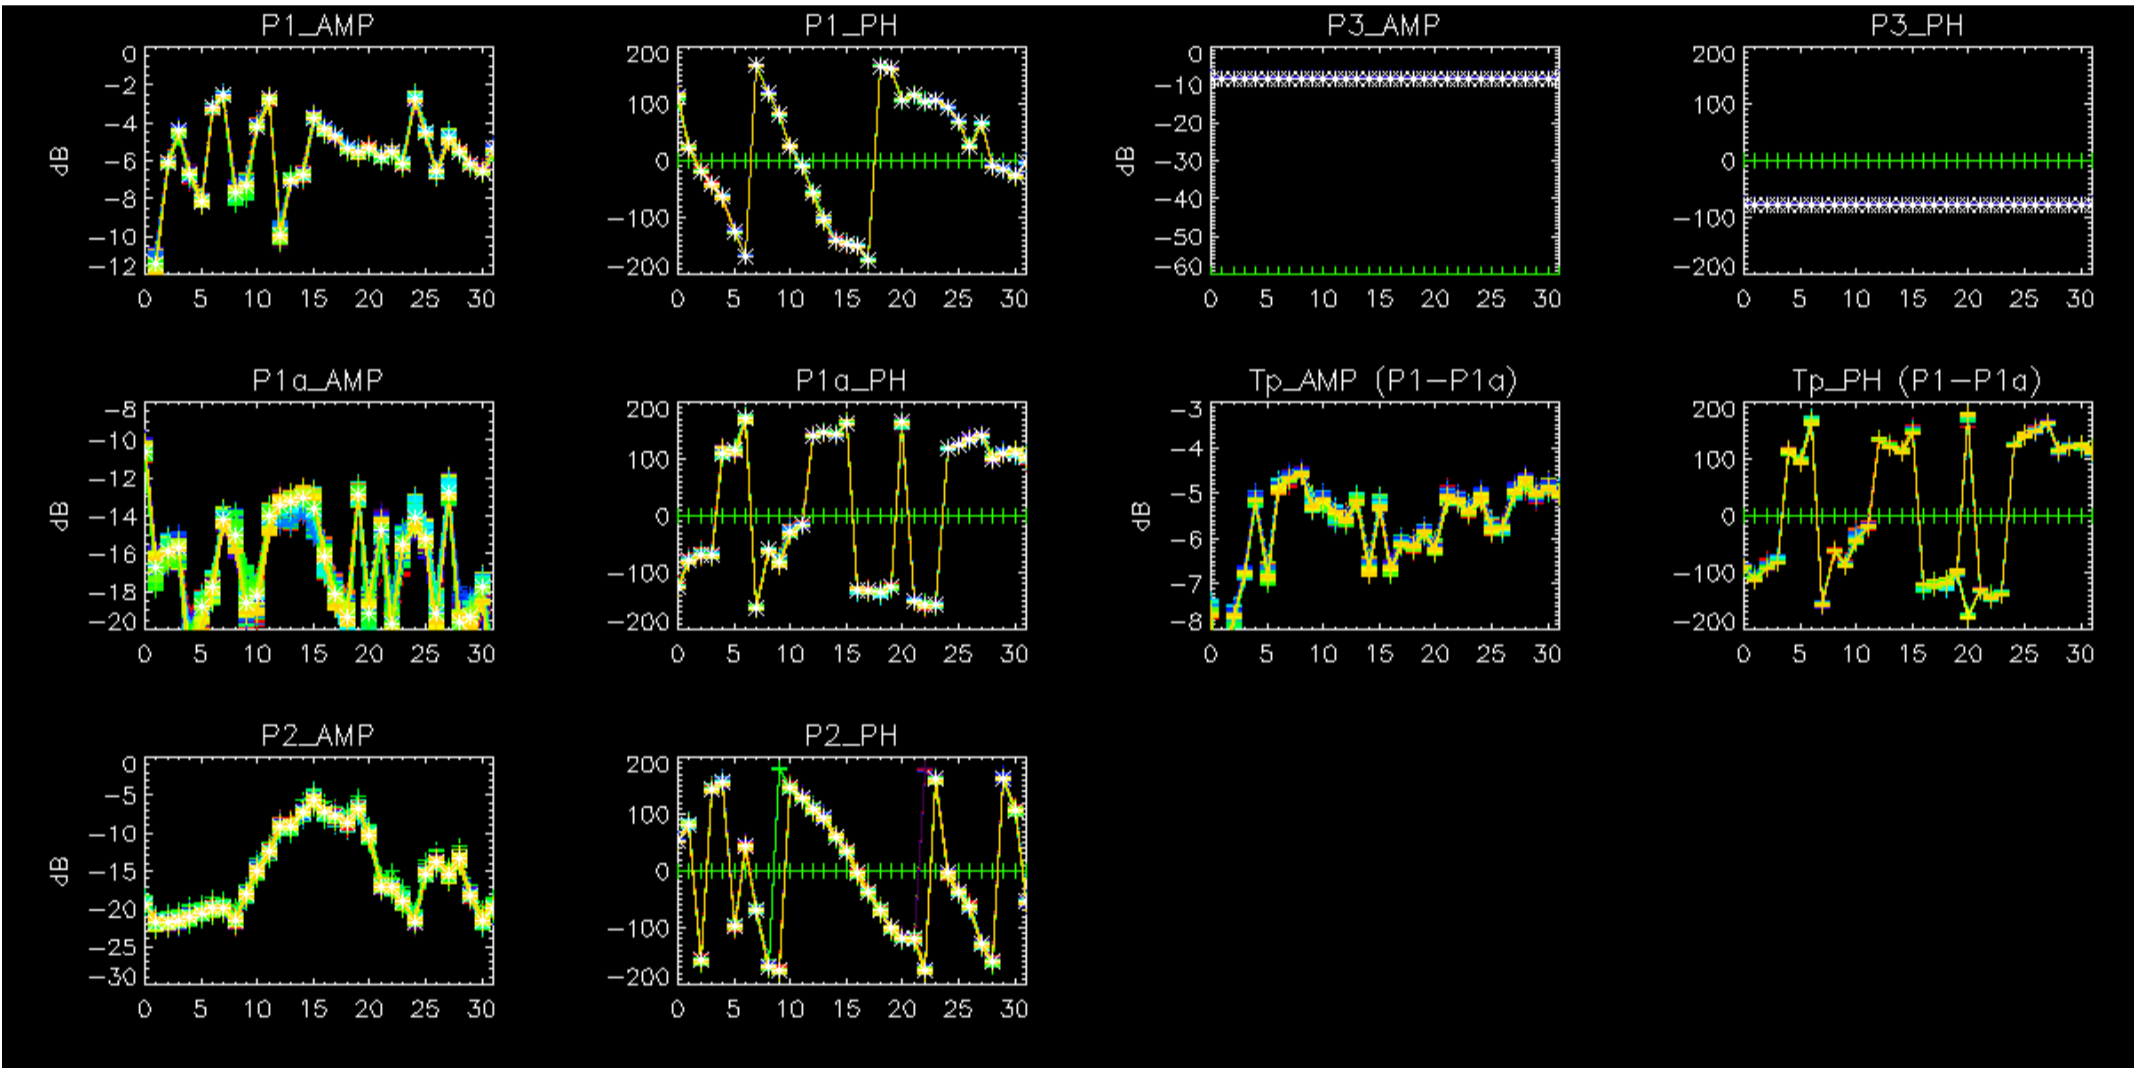 P1_AMP
P1_PH
P3_AMP
P3_PH
dB
0
-2
-4
-6
-8
-10
-12
0 5 10 15 20 25 30
200
100
0
-100
-200
0 5 10 15 20 25 30
dB
0
-10
-20
-30
-40
-50
-60
0 5 10 15 20 25 30
200
100
0
-100
-200
0 5 10 15 20 25 30
P1a_AMP
P1a_PH
Tp_AMP (P1-P1a)
Tp_PH (P1-P1a)
dB
-8
-10
-12
-14
-16
-18
-20
0 5 10 15 20 25 30
200
100
0
-100
-200
0 5 10 15 20 25 30
dB
-3
-4
-5
-6
-7
-8
0 5 10 15 20 25 30
200
100
0
-100
-200
0 5 10 15 20 25 30
P2_AMP
P2_PH
dB
0
-5
-10
-15
-20
-25
-30
0 5 10 15 20 25 30
200
100
0
-100
-200
0 5 10 15 20 25 30